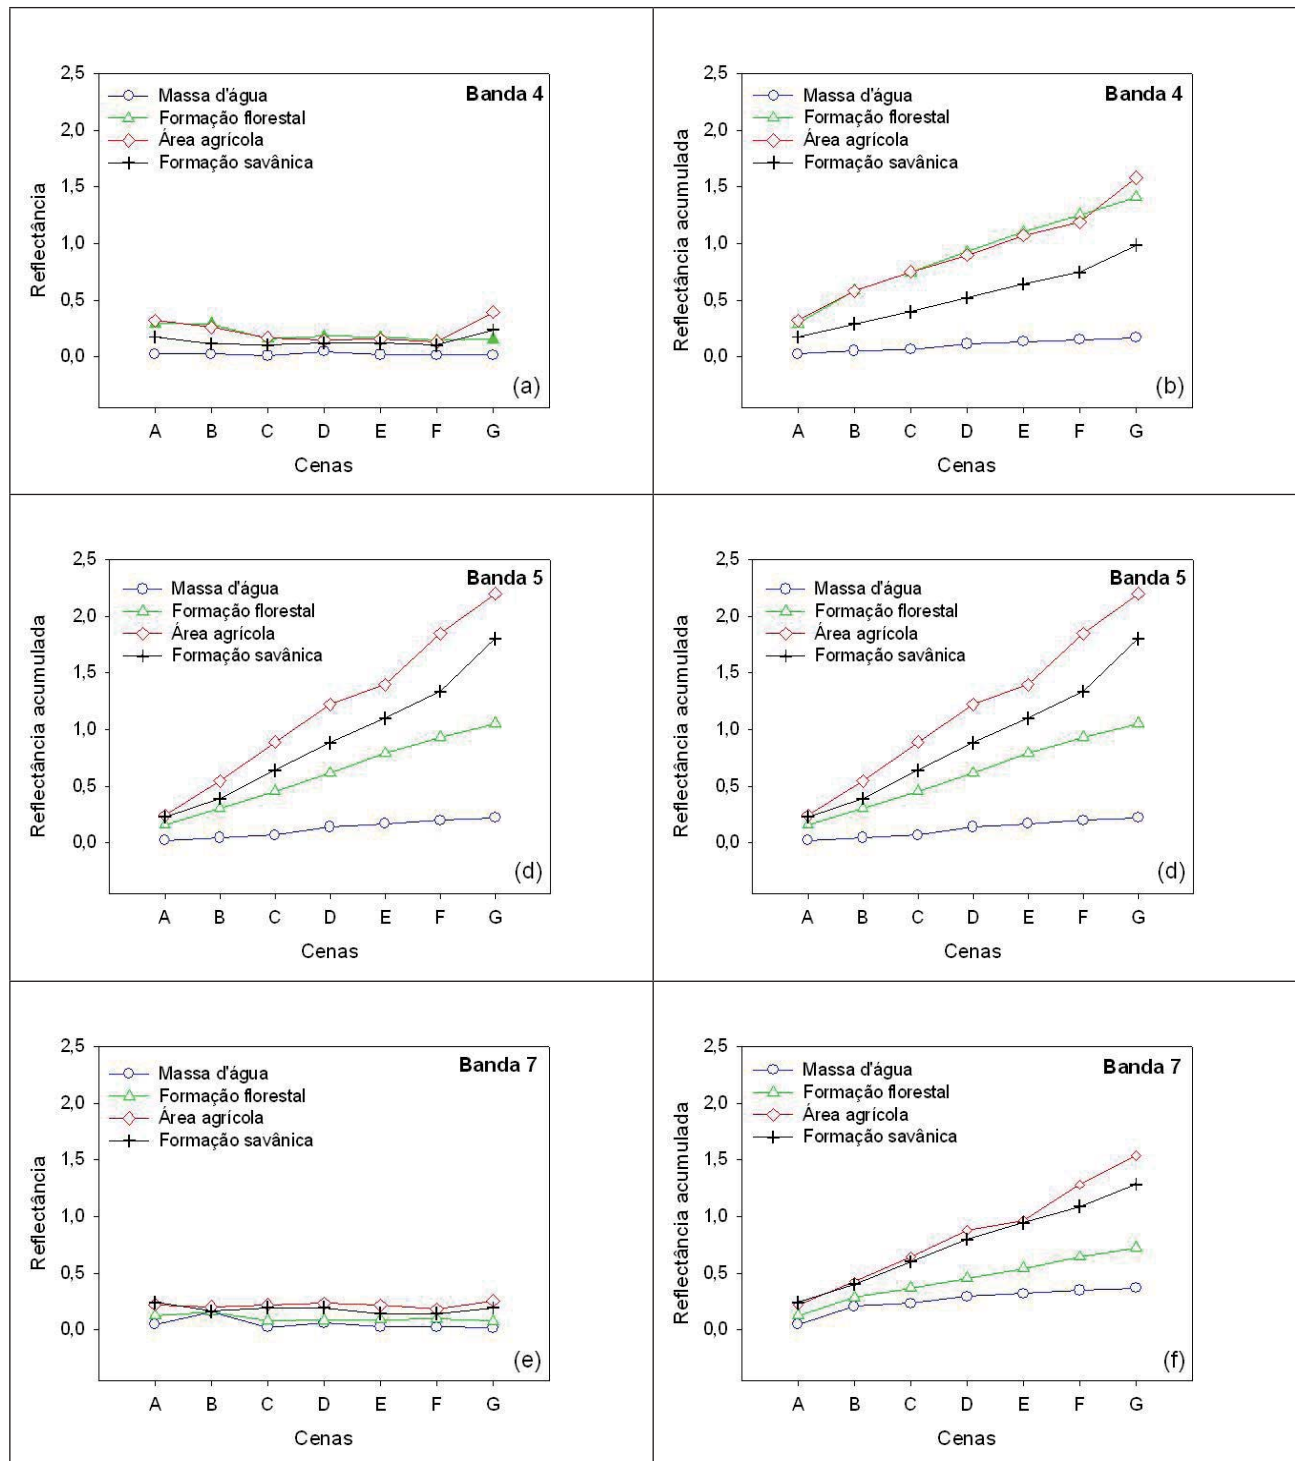 2,5
Massa d'água
Banda 4
Formação florestal
2,0
Área agrícola
Formação savânica
1,5
Reflectância
1,0
0,5
0,0
(a)
A B C D E F G
Cenas
2,5
Massa d'água
Banda 4
Formação florestal
2,0
Área agrícola
Formação savânica
1,5
Reflectância acumulada
1,0
0,5
0,0
(b)
A B C D E F G
Cenas
2,5
Massa d'água
Banda 5
Formação florestal
2,0
Área agrícola
Formação savânica
1,5
Reflectância acumulada
1,0
0,5
0,0
(d)
A B C D E F G
Cenas
2,5
Massa d'água
Banda 5
Formação florestal
2,0
Área agrícola
Formação savânica
1,5
Reflectância acumulada
1,0
0,5
0,0
(d)
A B C D E F G
Cenas
2,5
Massa d'água
Banda 7
Formação florestal
2,0
Área agrícola
Formação savânica
1,5
Reflectância
1,0
0,5
0,0
(e)
A B C D E F G
Cenas
2,5
Massa d'água
Banda 7
Formação florestal
2,0
Área agrícola
Formação savânica
1,5
Reflectância acumulada
1,0
0,5
0,0
(f)
A B C D E F G
Cenas